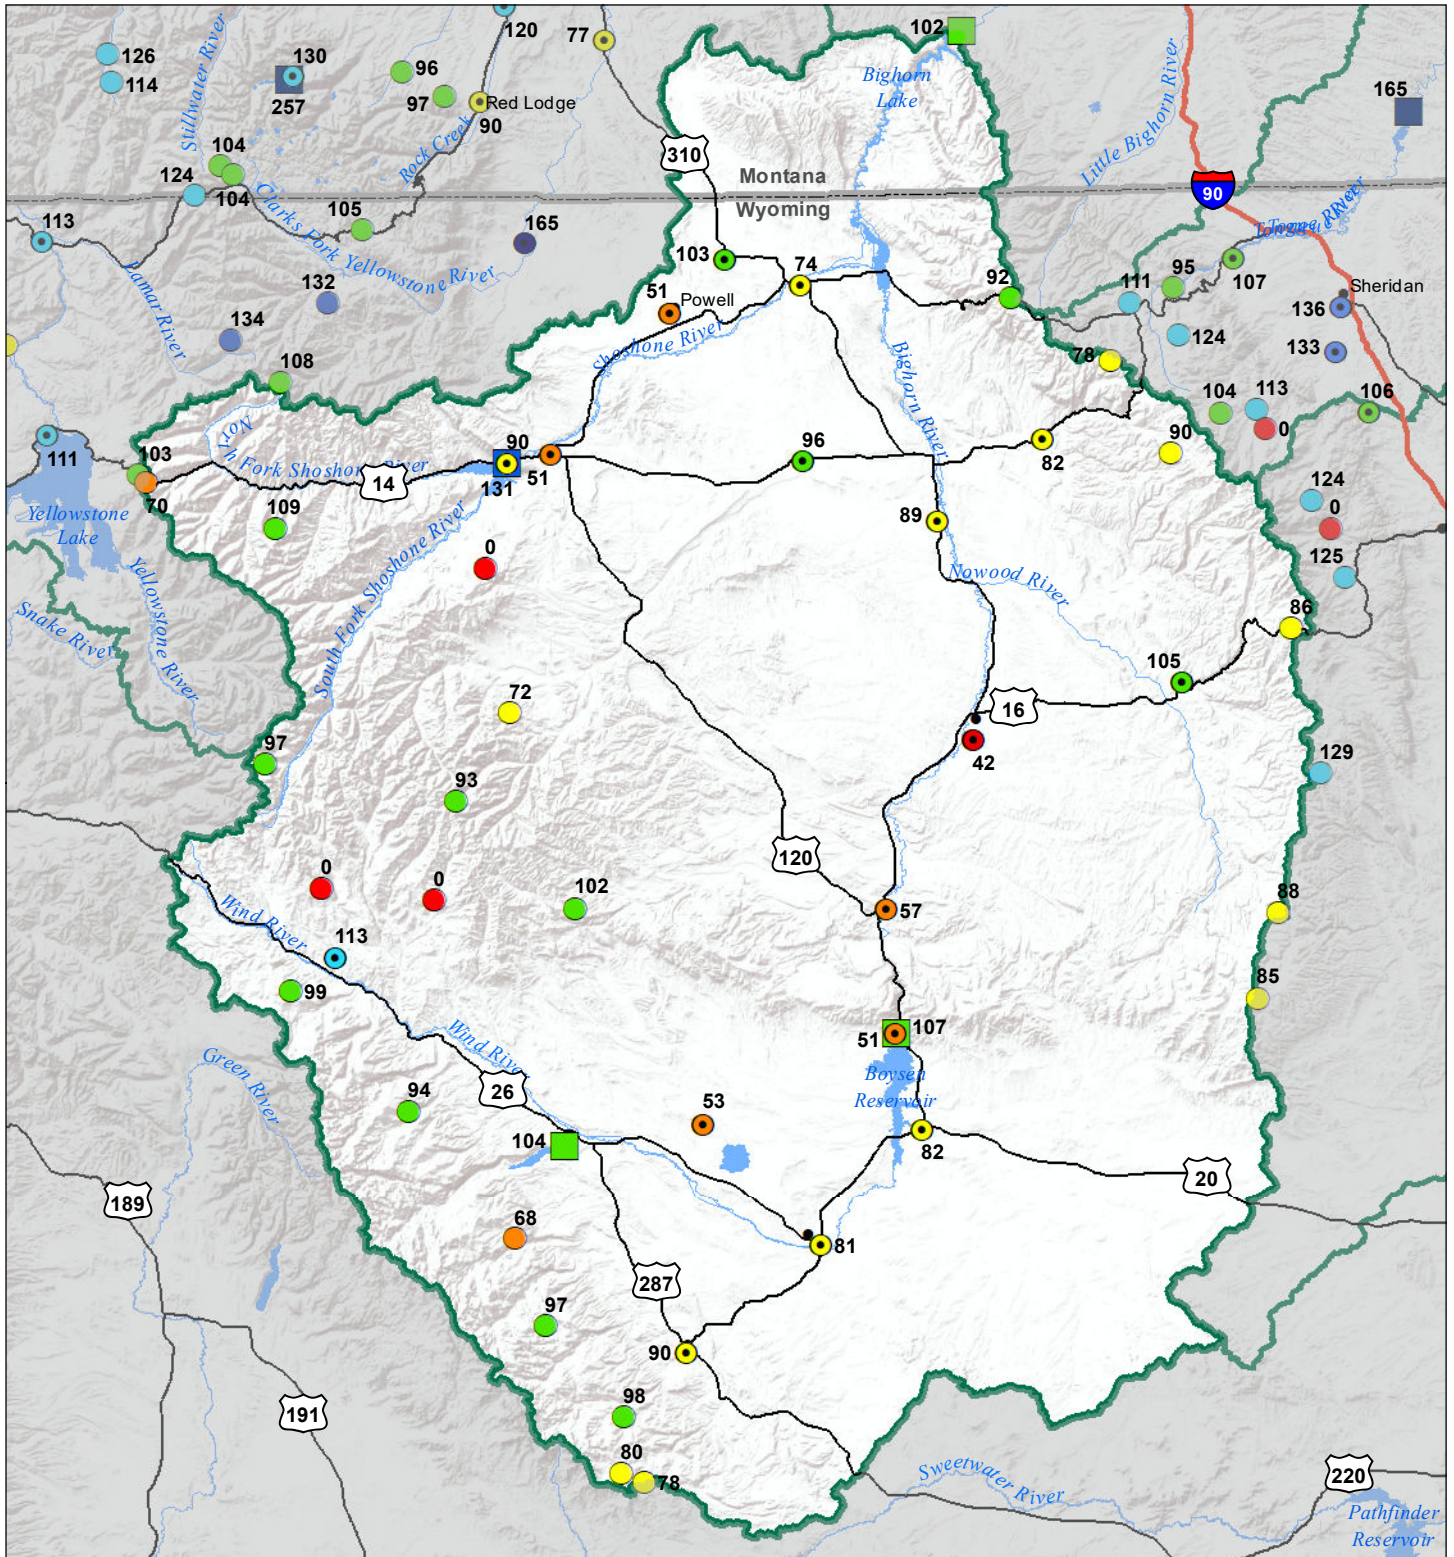 120
102
126
130
96
77
Bighorn
Lake
114
257
97
Red Lodge
90
165
Stillwater River
Rock Creek
Little Bighorn River
104
310
124
104
Clarks Fork Yellowstone River
Montana
Wyoming
90
105
113
165
103
74
Tongue River
95
107
92
111
Lamar River
132
51
Powell
Sheridan
136
134
Shoshone River
124
133
108
Bighorn River
78
104
113
0
106
North Fork Shoshone River
111
103
90
96
82
90
70
14
131
51
124
0
109
89
Yellowstone
Lake
South Fork Shoshone River
0
125
Yellowstone River
Nowood River
Snake River
86
105
72
16
97
42
129
93
120
0
0
102
88
Wind River
57
113
99
85
107
51
Wind River
Green River
26
Boysen
Reservoir
94
53
104
82
189
20
68
81
287
97
90
191
98
80
78
Sweetwater River
220
Pathfinder
Reservoir